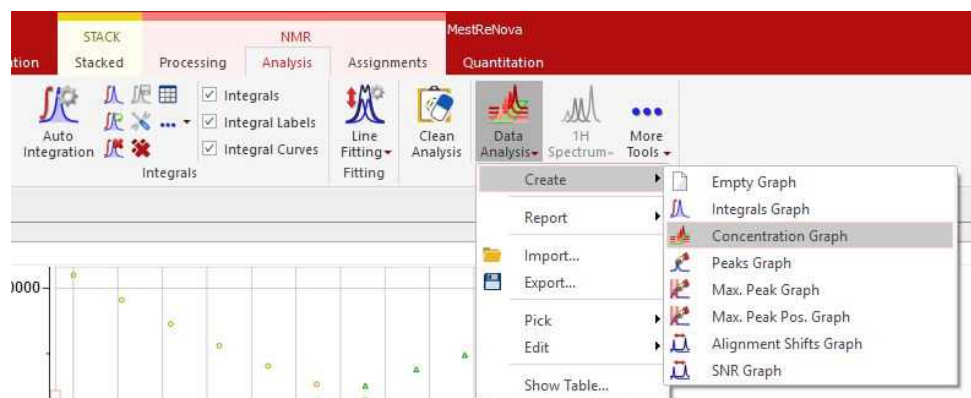 MestReNova
STACK
NMR
Stacked
Processing
Analysis
Assignments
Quantitation
Auto Integration
Integrals
Integral Labels
Integral Curves
Integrals
Line Fitting
Fitting
Clean Analysis
Data Analysis
1H Spectrum
More Tools
Create
Report
Import...
Export...
Pick
Edit
Show Table...
Empty Graph
Integrals Graph
Concentration Graph
Peaks Graph
Max. Peak Graph
Max. Peak Pos. Graph
Alignment Shifts Graph
SNR Graph